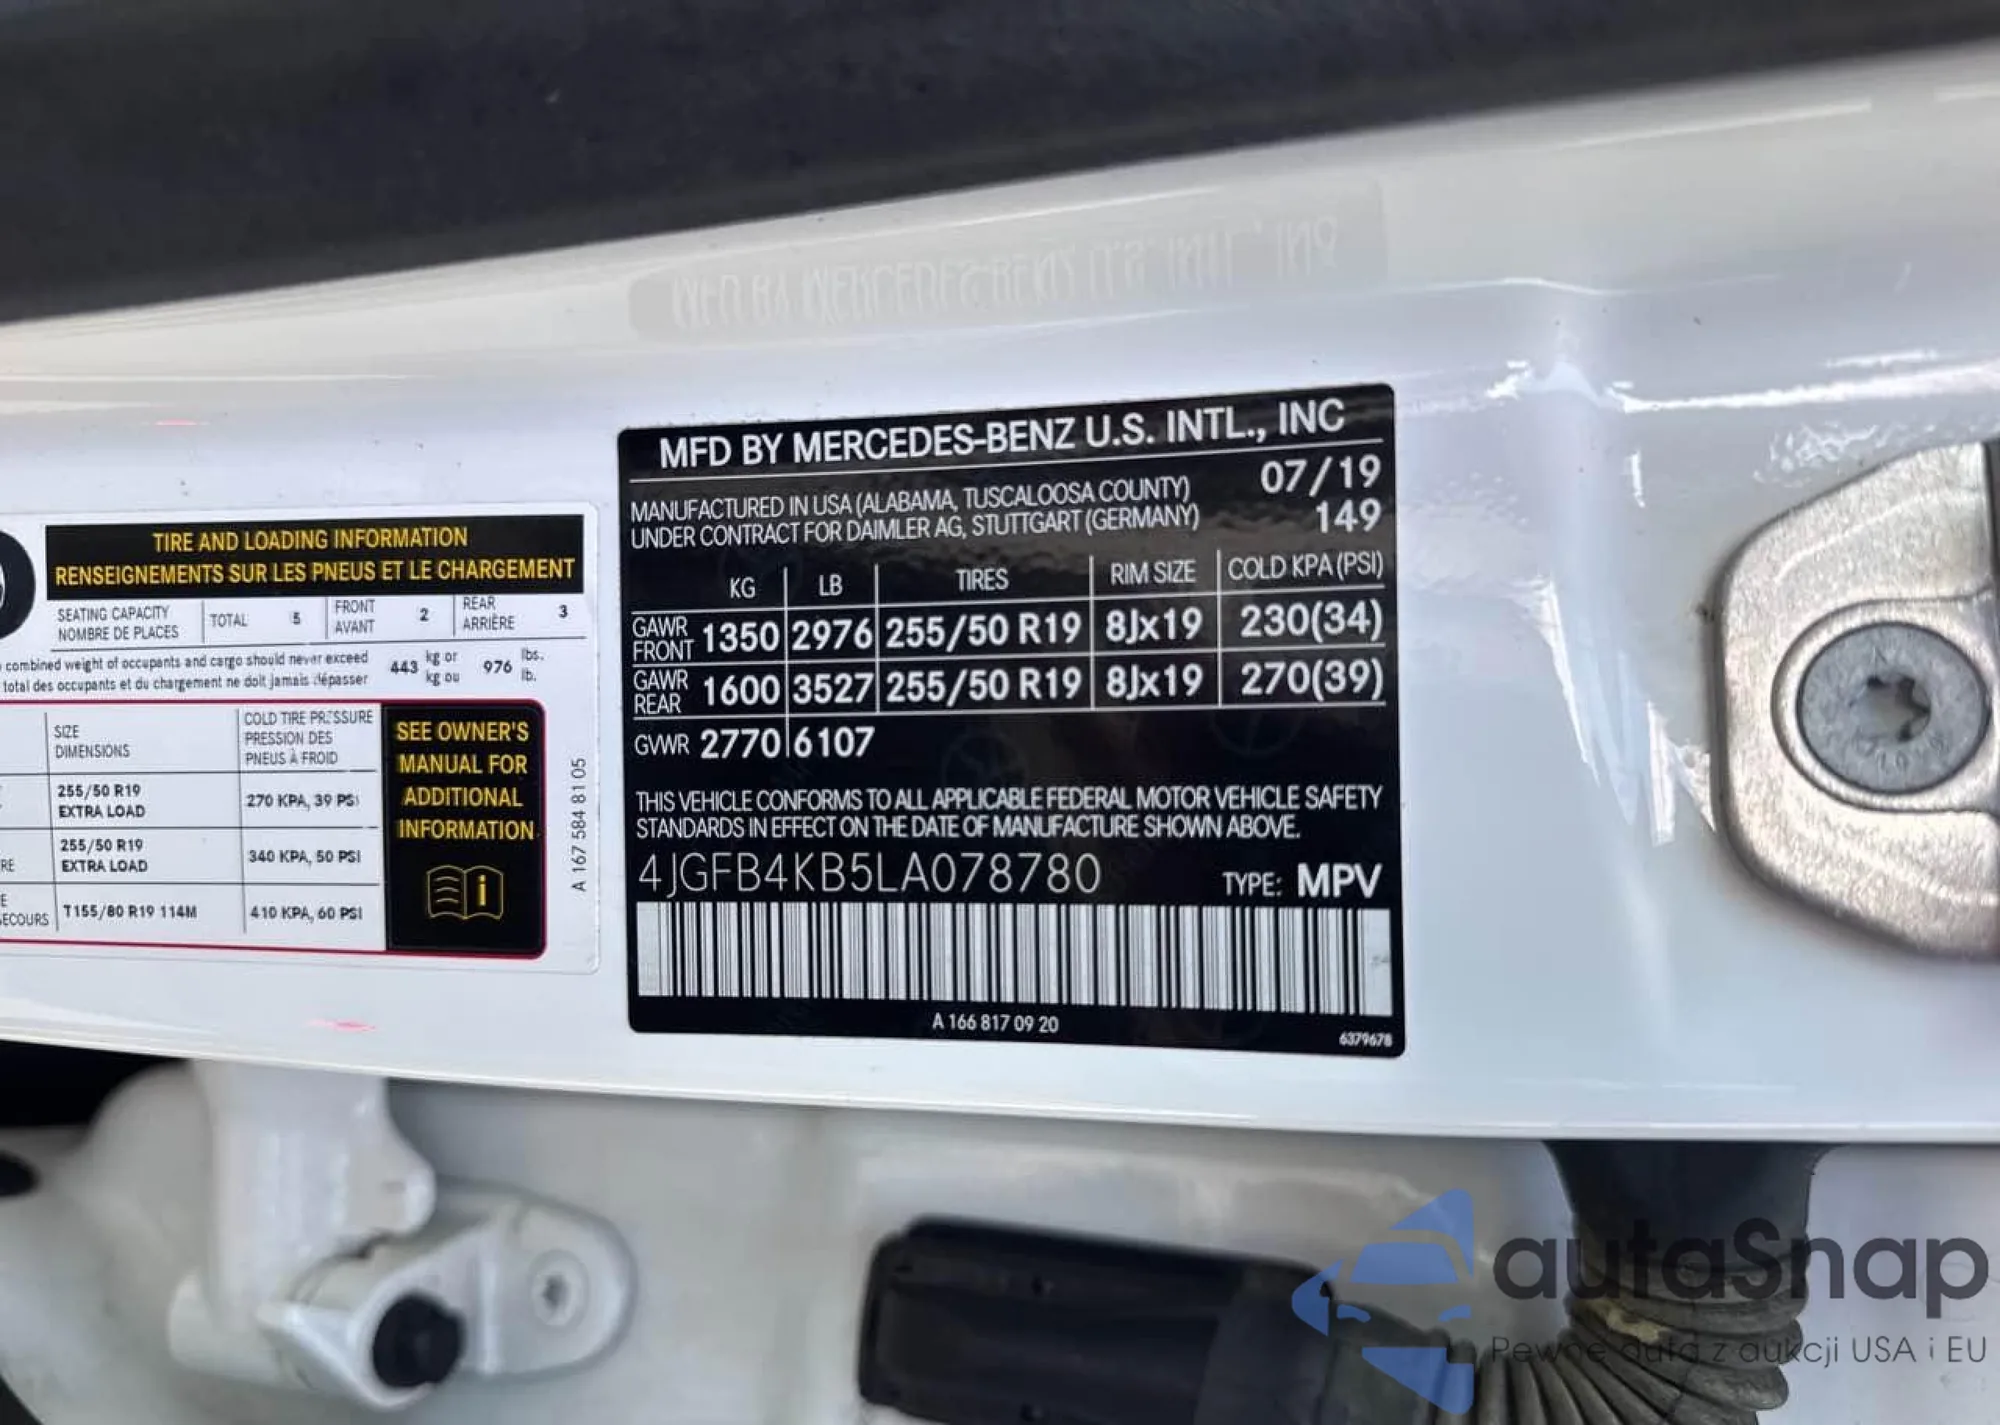 MFD BY MERCEDES-BENZ U.S. INTL., INC
MANUFACTURED IN USA (ALABAMA, TUSCALOOSA COUNTY) 07/19
UNDER CONTRACT FOR DAIMLER AG, STUTTGART (GERMANY) 149
KG LB TIRES RIM SIZE COLD KPA (PSI)
GAWR FRONT 1350 2976 255/50 R19 8Jx19 230(34)
GAWR REAR 1600 3527 255/50 R19 8Jx19 270(39)
GVWR 2770 6107
THIS VEHICLE CONFORMS TO ALL APPLICABLE FEDERAL MOTOR VEHICLE SAFETY
STANDARDS IN EFFECT ON THE DATE OF MANUFACTURE SHOWN ABOVE.
4JGFB4KB5LA078780 TYPE: MPV
A 166 817 09 20
6379678
TIRE AND LOADING INFORMATION
RENSEIGNEMENTS SUR LES PNEUS ET LE CHARGEMENT
SEATING CAPACITY
NOMBRE DE PLACES
TOTAL 5
FRONT
AVANT
2
REAR
ARRIÈRE
3
combined weight of occupants and cargo should never exceed
total des occupants et du chargement ne doit jamais dépasser
443 kg or
kg ou
976 lbs.
lb.
SIZE
DIMENSIONS
COLD TIRE PRESSURE
PRESSION DES
PNEUS À FROID
255/50 R19
EXTRA LOAD
270 KPA, 39 PSI
255/50 R19
EXTRA LOAD
340 KPA, 50 PSI
SECOURS
T155/80 R19 114M
410 KPA, 60 PSI
SEE OWNER'S
MANUAL FOR
ADDITIONAL
INFORMATION
A 167 584 81 05
autaSnap
Pewne auta z aukcji USA i EU